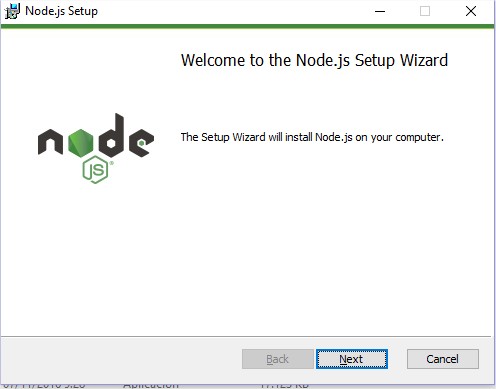 Node.js Setup
Welcome to the Node.js Setup Wizard
The Setup Wizard will install Node.js on your computer.
node
JS
®
Back
Next
Cancel
Aplicación